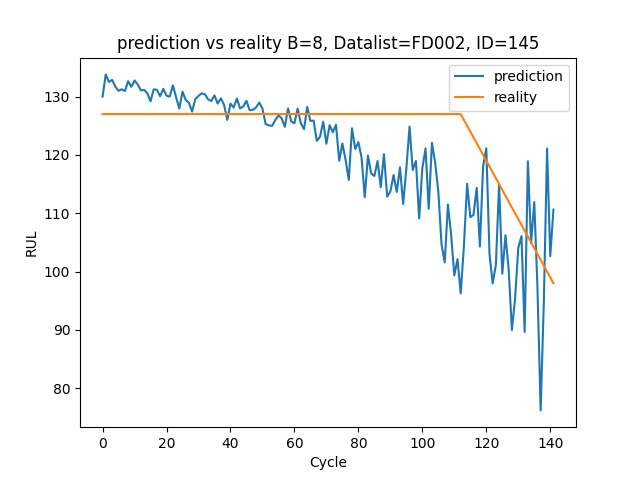 prediction vs reality B=8, Datalist=FD002, ID=145
prediction
reality
RUL
130
120
110
100
90
80
0 20 40 60 80 100 120 140
Cycle